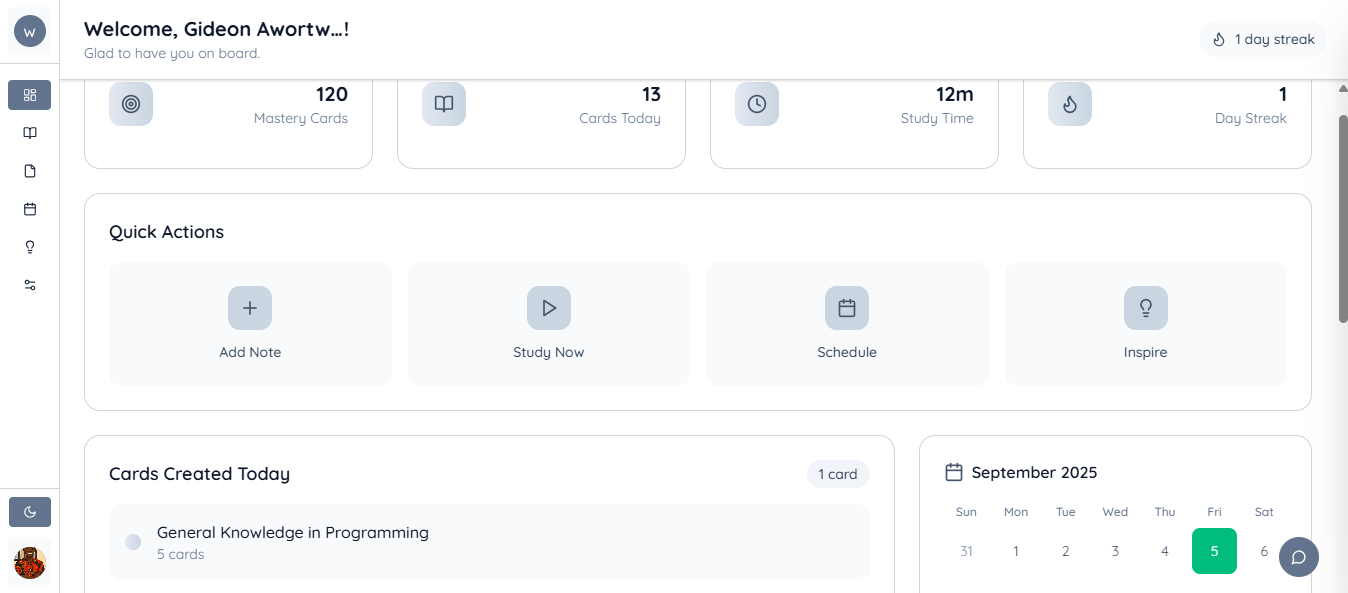 w
Welcome, Gideon Awortw...!
Glad to have you on board.
1 day streak
120
Mastery Cards
13
Cards Today
12m
Study Time
1
Day Streak
Quick Actions
Add Note
Study Now
Schedule
Inspire
Cards Created Today
1 card
General Knowledge in Programming
5 cards
September 2025
Sun Mon Tue Wed Thu Fri Sat
31 1 2 3 4 5 6